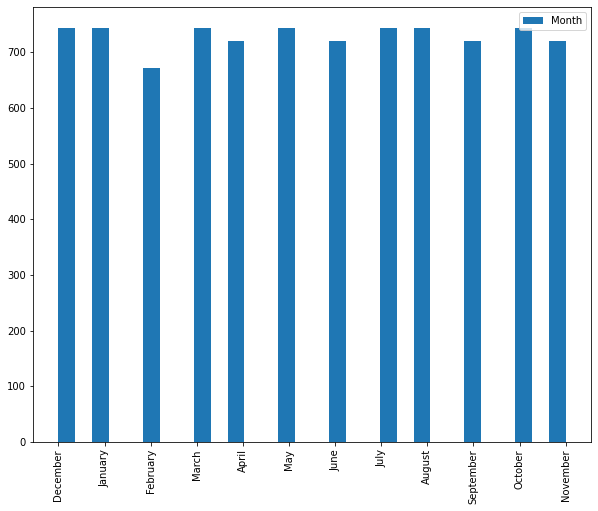 Month
700
600
500
400
300
200
100
0
December
January
February
March
April
May
June
July
August
September
October
November